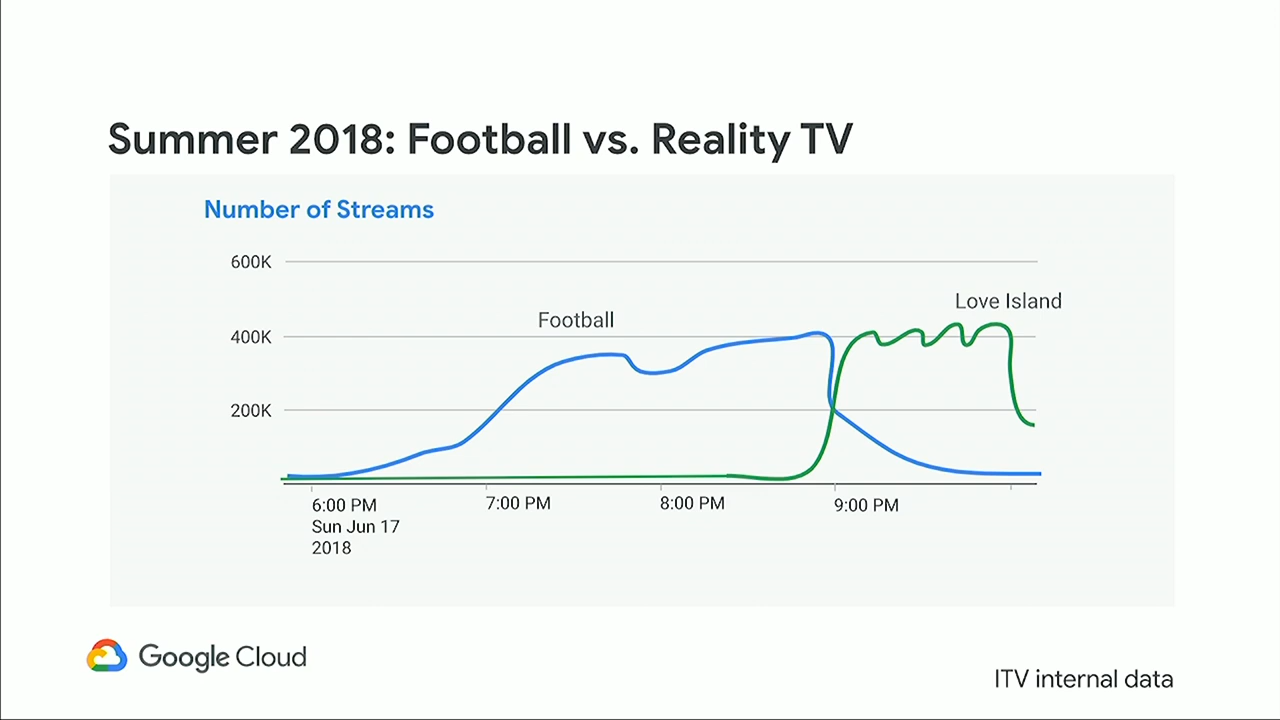 Summer 2018: Football vs. Reality TV
Number of Streams
600K
Love Island
Football
400K
200K
6:00 PM
7:00 PM
8:00 PM
9:00 PM
Sun Jun 17
2018
Google Cloud
ITV internal data